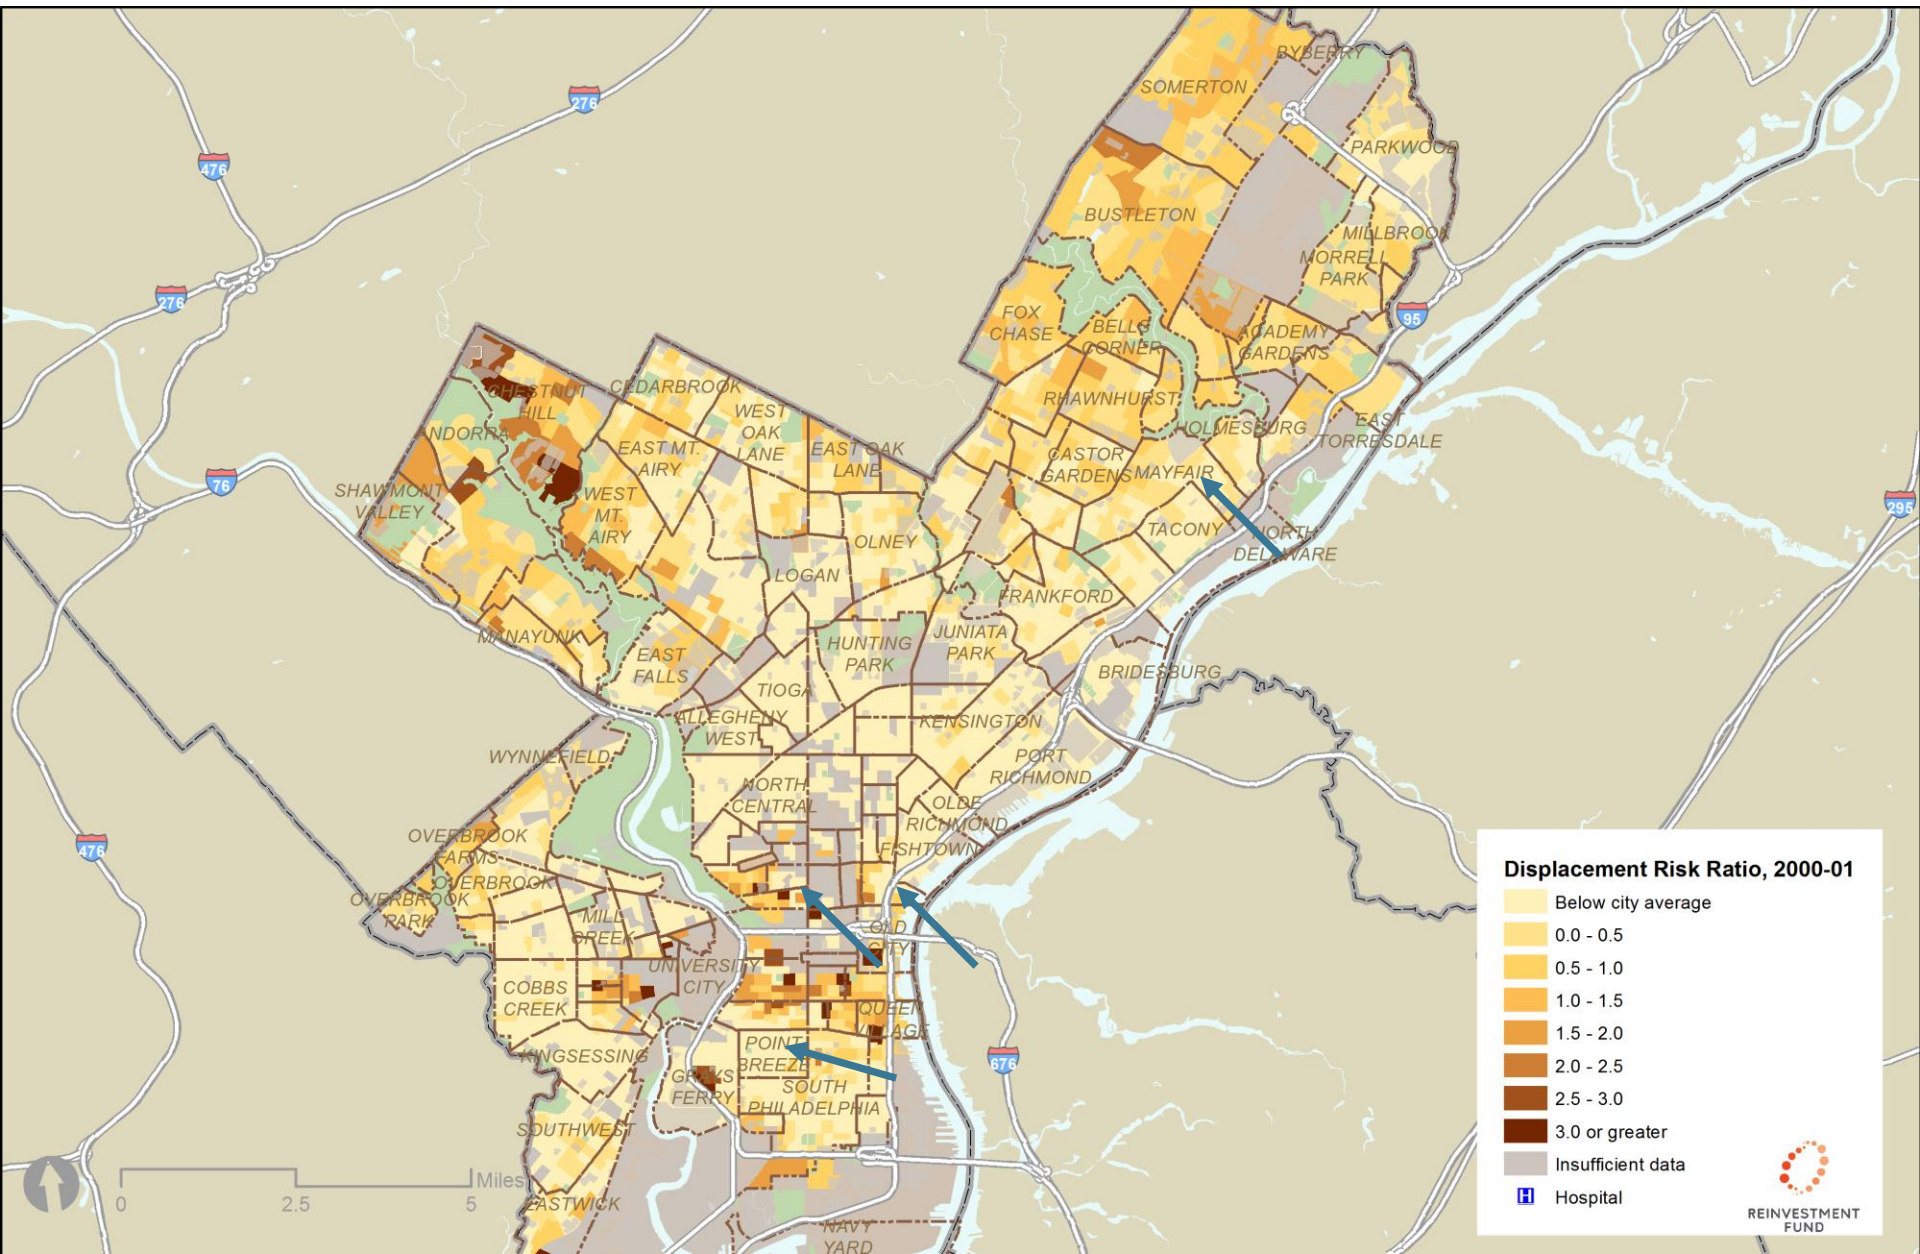 BYBERRY
SOMERTON
276
PARKWOOD
476
BUSTLETON
MILLBROOK
MORRELL
PARK
276
95
FOX
CHASE
BELLS
CORNER
ACADEMY
GARDENS
CHESTNUT
HILL
CEDARBROOK
RHAWNHURST
WEST
OAK
LANE
EAST
TORRESDALE
HOLMESBURG
ANDORRA
EAST MT.
AIRY
EAST OAK
LANE
CASTOR
GARDENS
MAYFAIR
76
SHAWMONT
VALLEY
WEST
MT.
AIRY
295
TACONY
NORTH
DELAWARE
OLNEY
LOGAN
FRANKFORD
MANAYUNK
HUNTING
PARK
JUNIATA
PARK
EAST
FALLS
BRIDESBURG
TIOGA
ALLEGHENY
WEST
KENSINGTON
WYNNEFIELD
PORT
RICHMOND
NORTH
CENTRAL
OLDE
RICHMOND
OVERBROOK
FARMS
476
FISHTOWN
OVERBROOK
OVERBROOK
PARK
MILL
CREEK
OLD
CITY
UNIVERSITY
CITY
COBBS
CREEK
QUEEN
VILLAGE
KINGSESSING
POINT
BREEZE
676
GRAYS
FERRY
SOUTH
PHILADELPHIA
SOUTHWEST
EASTWICK
NAVY
YARD
Miles
0 2.5 5
Displacement Risk Ratio, 2000-01
Below city average
0.0 - 0.5
0.5 - 1.0
1.0 - 1.5
1.5 - 2.0
2.0 - 2.5
2.5 - 3.0
3.0 or greater
Insufficient data
H Hospital
REINVESTMENT
FUND